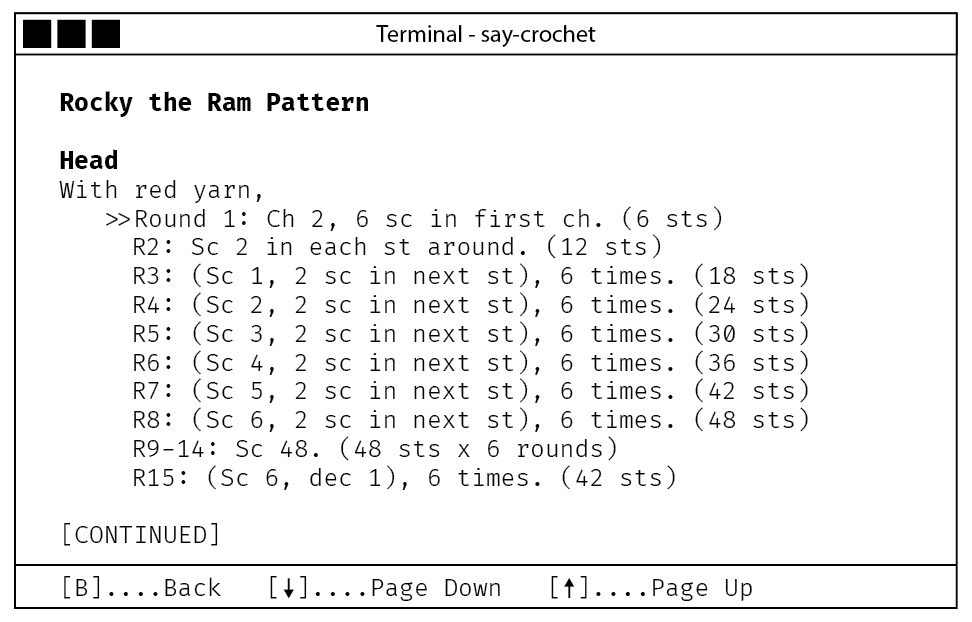 Terminal - say-crochet
Rocky the Ram Pattern
Head
With red yarn,
>>Round 1: Ch 2, 6 sc in first ch. (6 sts)
R2: Sc 2 in each st around. (12 sts)
R3: (Sc 1, 2 sc in next st), 6 times. (18 sts)
R4: (Sc 2, 2 sc in next st), 6 times. (24 sts)
R5: (Sc 3, 2 sc in next st), 6 times. (30 sts)
R6: (Sc 4, 2 sc in next st), 6 times. (36 sts)
R7: (Sc 5, 2 sc in next st), 6 times. (42 sts)
R8: (Sc 6, 2 sc in next st), 6 times. (48 sts)
R9-14: Sc 48. (48 sts x 6 rounds)
R15: (Sc 6, dec 1), 6 times. (42 sts)
[CONTINUED]
[B]....Back [↓]....Page Down [↑]....Page Up